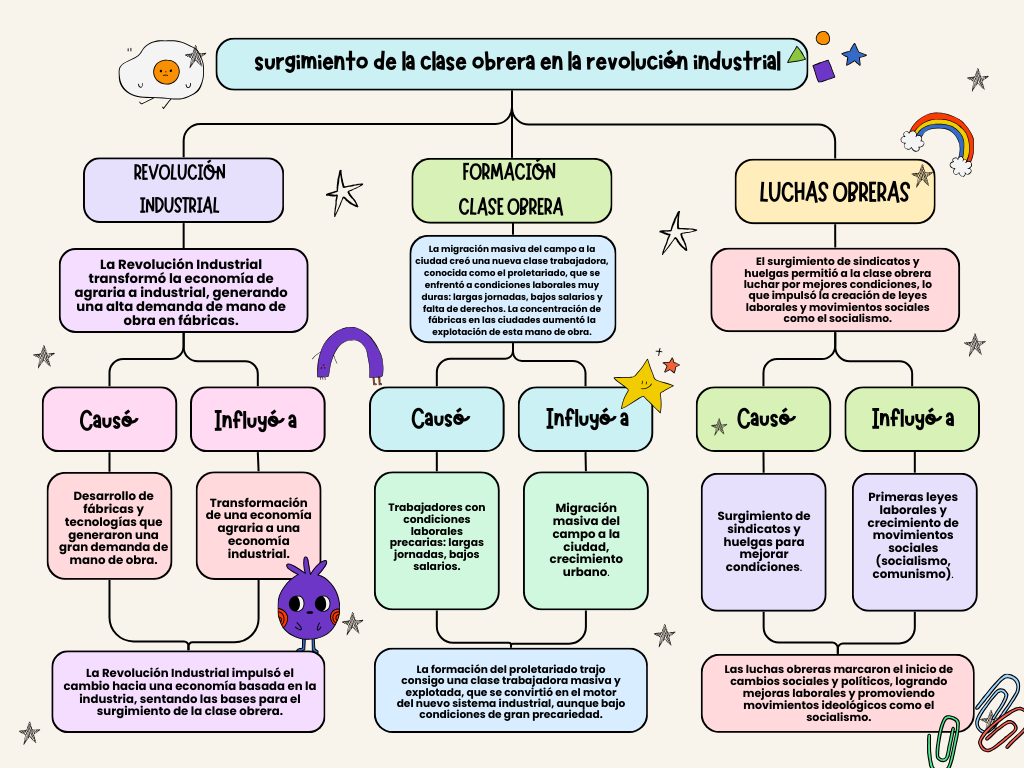 surgimiento de la clase obrera en la revolución industrial
REVOLUCIÓN
INDUSTRIAL
La Revolución Industrial
transformó la economía de
agraria a industrial, generando
una alta demanda de mano de
obra en fábricas.
Causó
Influyó a
Desarrollo de
fábricas y
tecnologías que
generaron una
gran demanda de
mano de obra.
Transformación
de una economía
agraria a una
economía
industrial.
La Revolución Industrial impulsó el
cambio hacia una economía basada en la
industria, sentando las bases para el
surgimiento de la clase obrera.
FORMACIÓN
CLASE OBRERA
La migración masiva del campo a la
ciudad creó una nueva clase trabajadora,
conocida como el proletariado, que se
enfrentó a condiciones laborales muy
duras: largas jornadas, bajos salarios y
falta de derechos. La concentración de
fábricas en las ciudades aumentó la
explotación de esta mano de obra.
Causó
Influyó a
Trabajadores con
condiciones
laborales
precarias: largas
jornadas, bajos
salarios.
Migración
masiva del
campo a la
ciudad,
crecimiento
urbano.
La formación del proletariado trajo
consigo una clase trabajadora masiva y
explotada, que se convirtió en el motor
del nuevo sistema industrial, aunque bajo
condiciones de gran precariedad.
LUCHAS OBRERAS
El surgimiento de sindicatos y
huelgas permitió a la clase obrera
luchar por mejores condiciones, lo
que impulsó la creación de leyes
laborales y movimientos sociales
como el socialismo.
Causó
Influyó a
Surgimiento de
sindicatos y
huelgas para
mejorar
condiciones.
Primeras leyes
laborales y
crecimiento de
movimientos
sociales
(socialismo,
comunismo).
Las luchas obreras marcaron el inicio de
cambios sociales y políticos, logrando
mejoras laborales y promoviendo
movimientos ideológicos como el
socialismo.